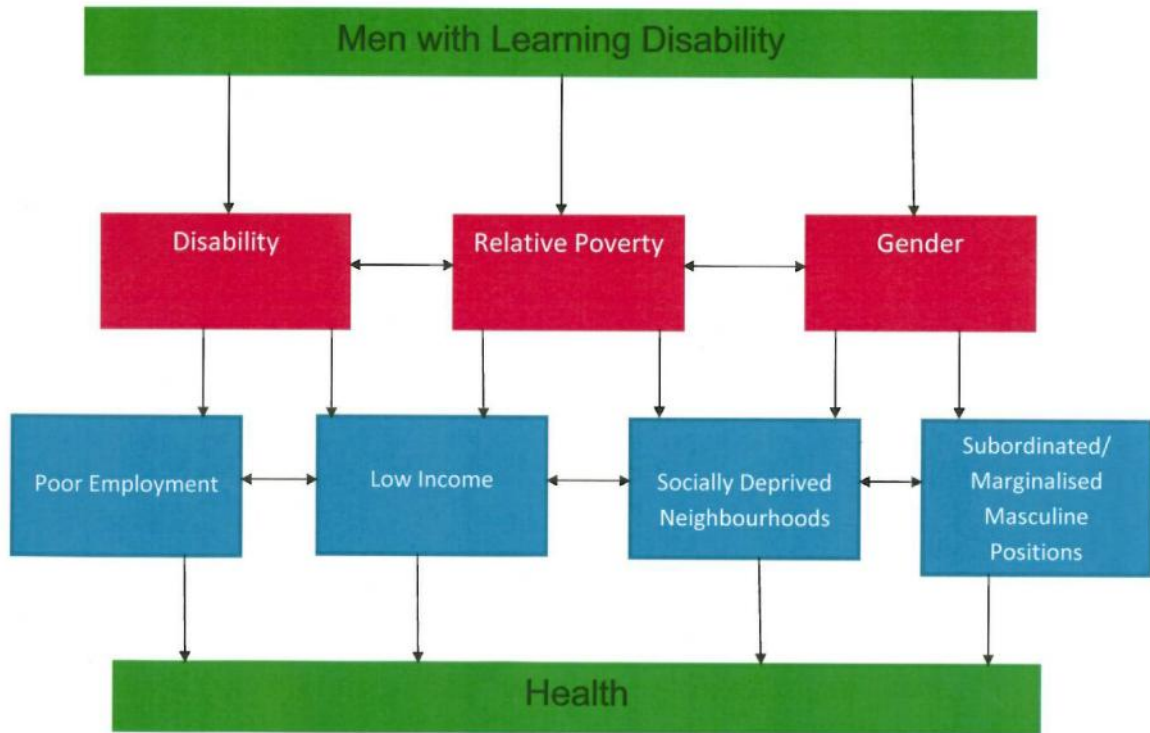 Men with Learning Disability
Disability
Relative Poverty
Gender
Poor Employment
Low Income
Socially Deprived
Neighbourhoods
Subordinated/
Marginalised
Masculine
Positions
Health